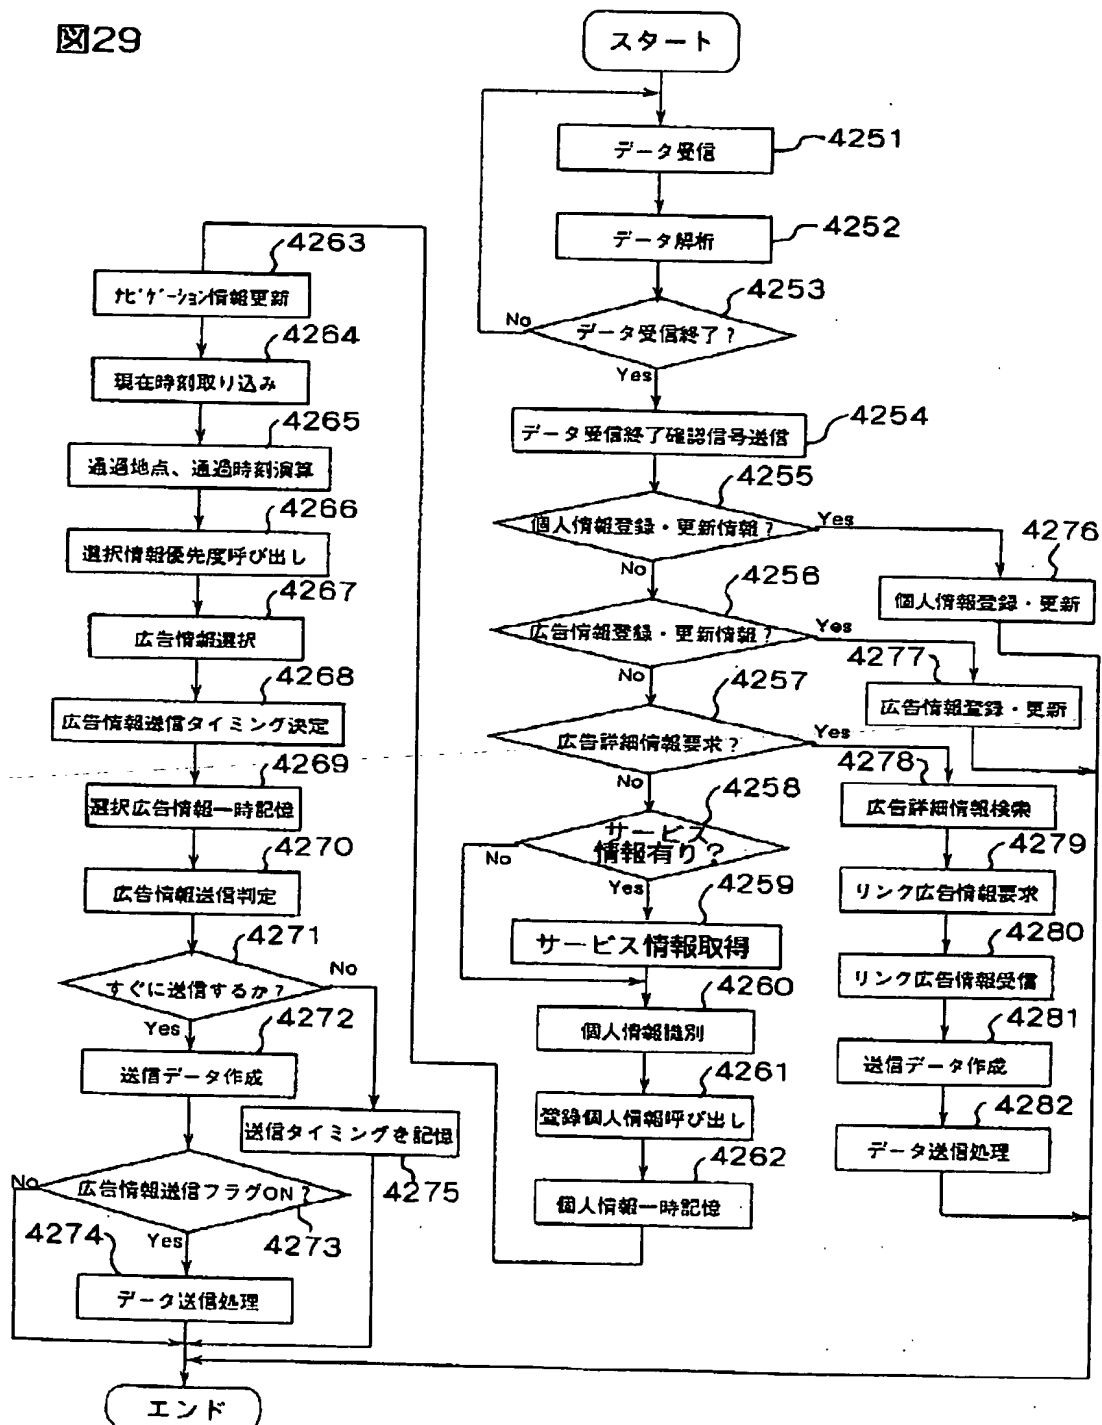 図29
スタート
データ受信
4251
データ解析
4252
データ受信終了?
4253
No
Yes
データ受信終了確認信号送信
4254
個人情報登録・更新情報?
4255
Yes
No
個人情報登録・更新
4276
広告情報登録・更新情報?
4256
Yes
No
広告情報登録・更新
4277
広告詳細情報要求?
4257
Yes
No
広告詳細情報検索
4278
リンク広告情報要求
4279
リンク広告情報受信
4280
送信データ作成
4281
データ送信処理
4282
サービス
情報有り?
4258
No
Yes
サービス情報取得
4259
個人情報識別
4260
登録個人情報呼び出し
4261
個人情報一時記憶
4262
ナビゲーション情報更新
4263
現在時刻取り込み
4264
通過地点、通過時刻演算
4265
選択情報優先度呼び出し
4266
広告情報選択
4267
広告情報送信タイミング決定
4268
選択広告情報一時記憶
4269
広告情報送信判定
4270
すぐに送信するか?
4271
No
Yes
送信データ作成
4272
送信タイミングを記憶
4275
広告情報送信フラグON?
4273
No
Yes
データ送信処理
4274
エンド